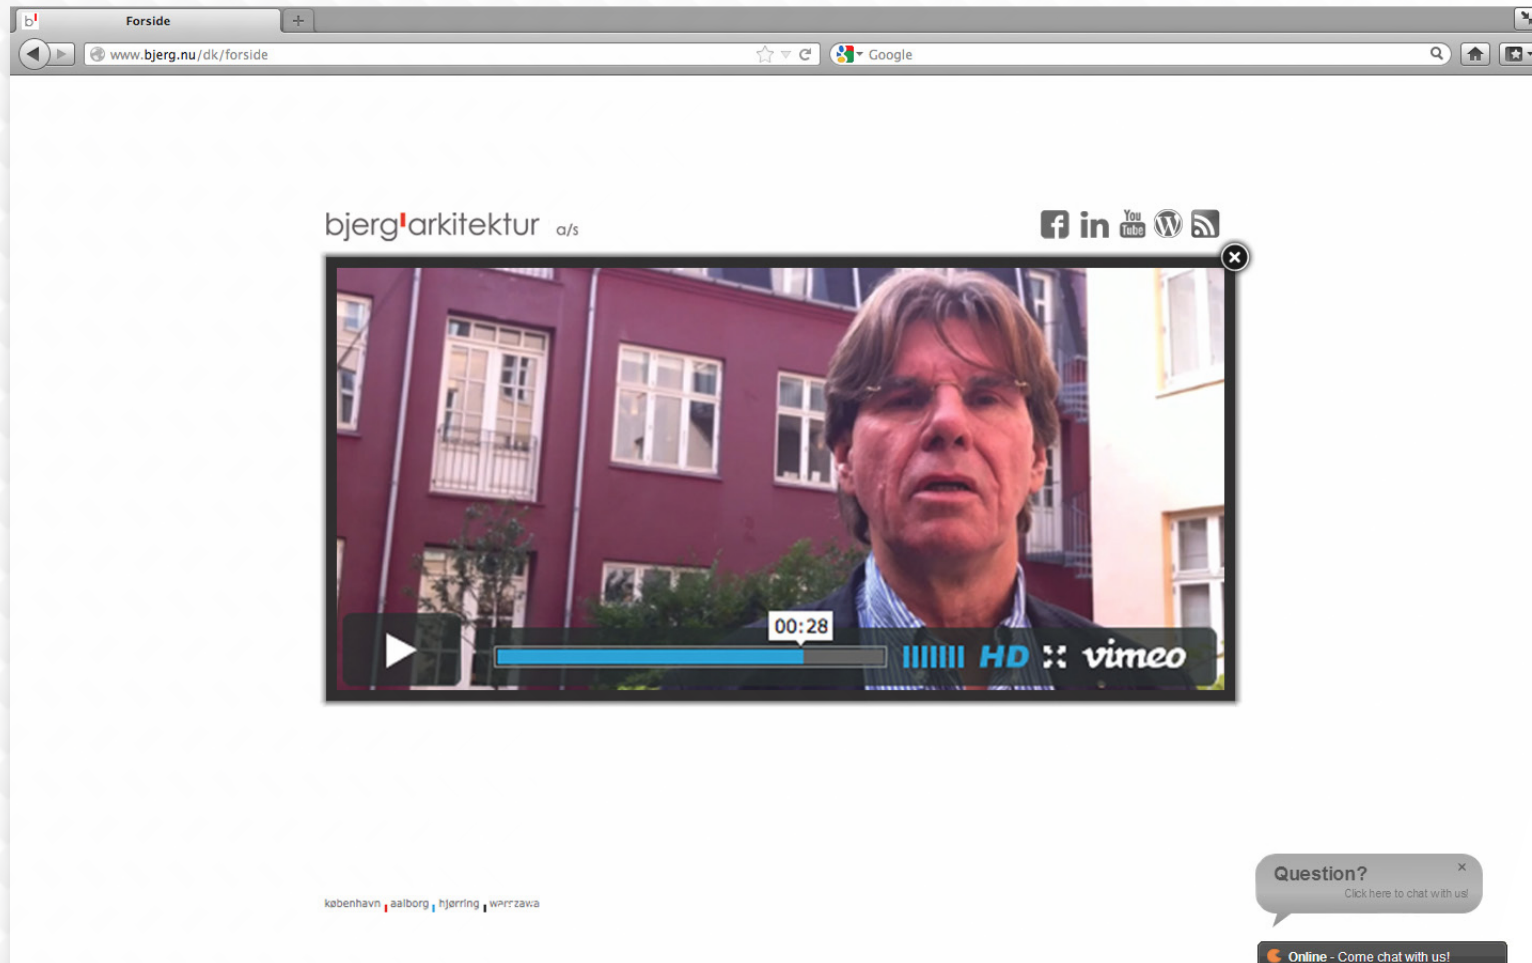 b'
Forside
www.bjerg.nu/dk/forside
Google
bjerg'arkitektur a/s
f in You Tube W
00:28
HD vimeo
Question?
Click here to chat with us!
københavn aalborg hjørring warszawa
Online - Come chat with us!